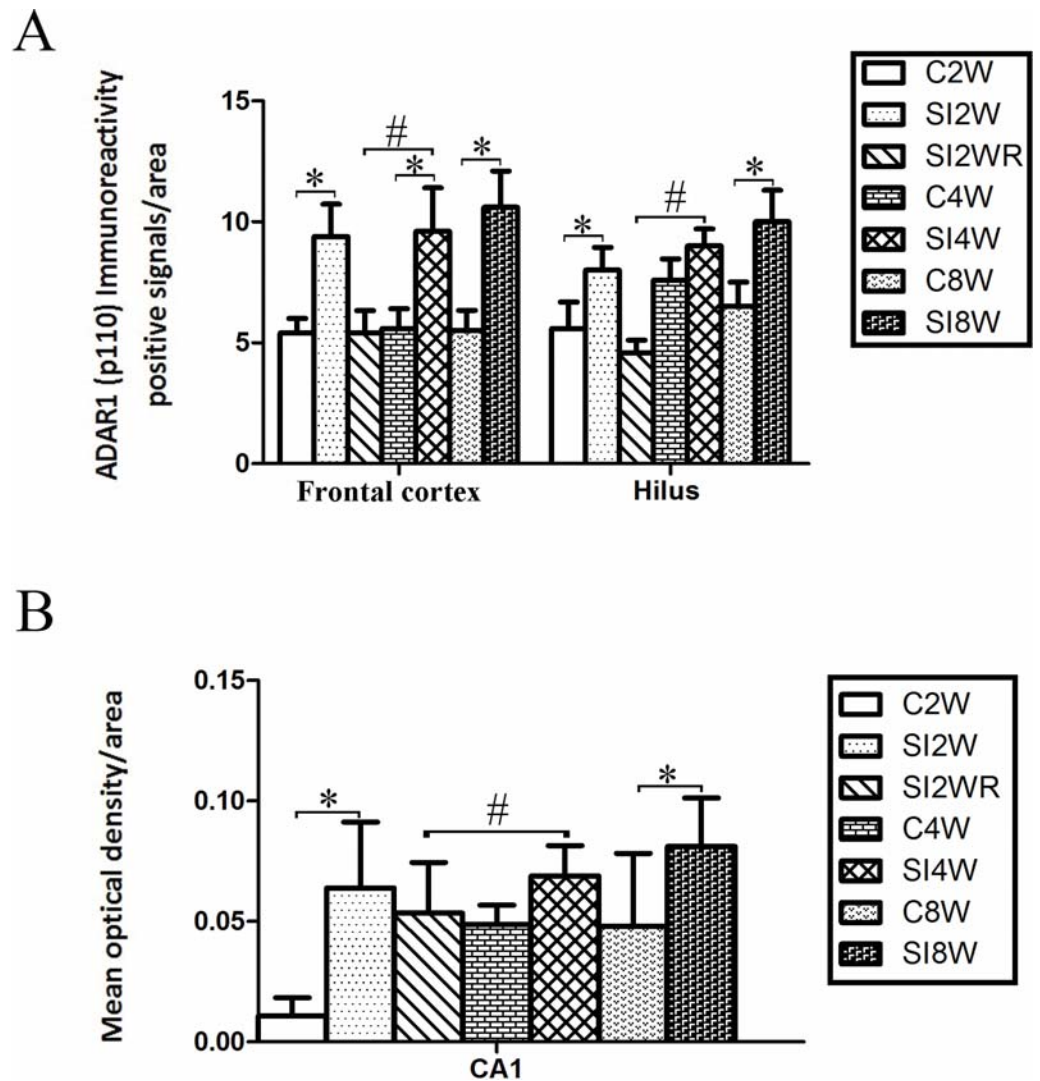 A
ADAR1 (p110) Immunoreactivity
positive signals/area
15
10
5
0
*
#
*
*
*
#
*
Frontal cortex
Hilus
C2W
SI2W
SI2WR
C4W
SI4W
C8W
SI8W
B
Mean optical density/area
0.15
0.10
0.05
0.00
*
#
*
CA1
C2W
SI2W
SI2WR
C4W
SI4W
C8W
SI8W